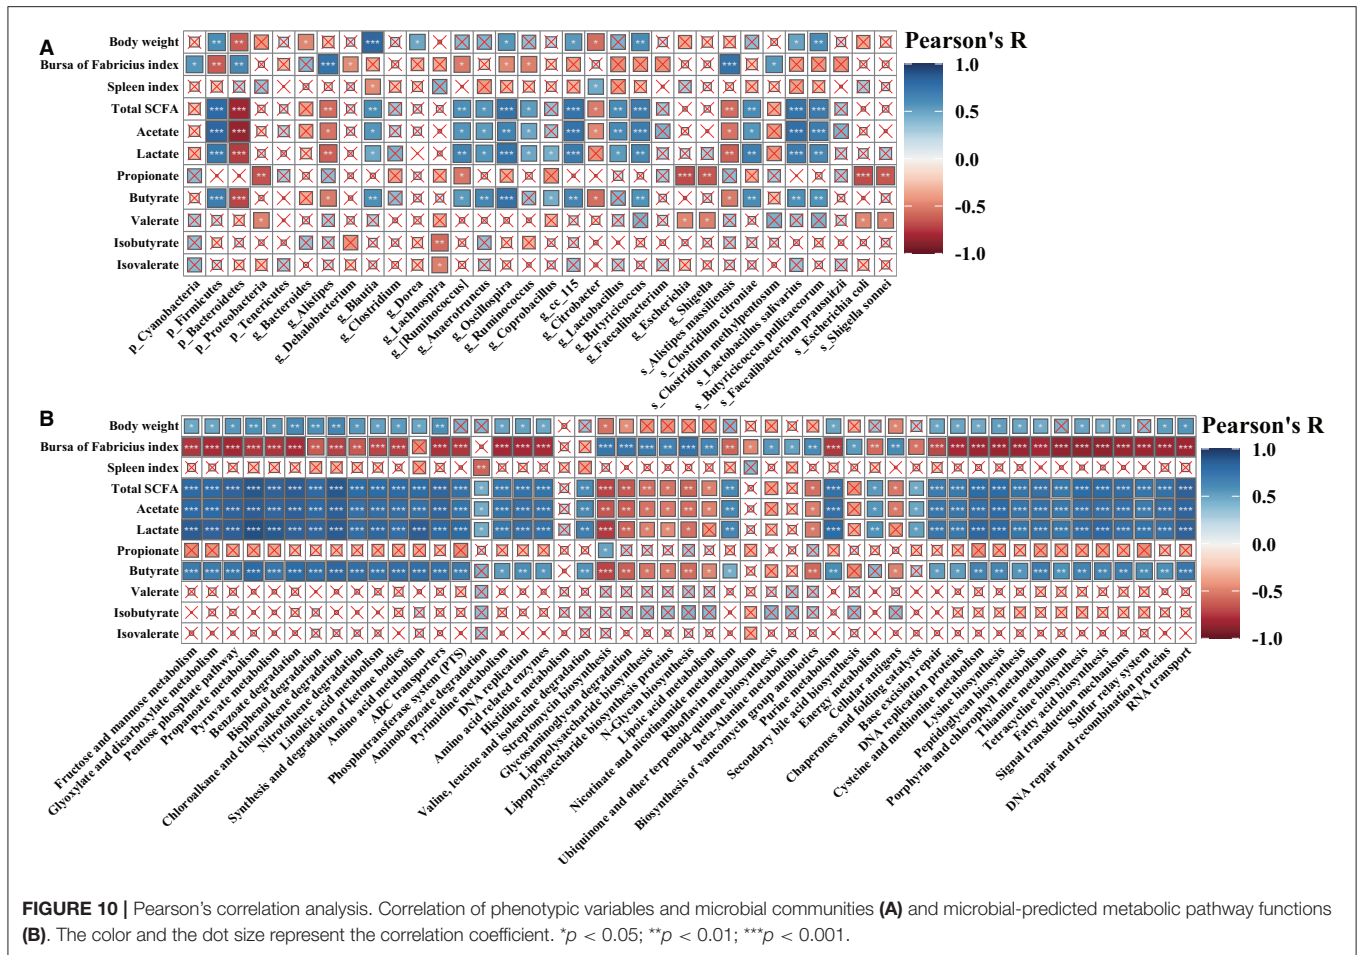 A
Body weight
Bursa of Fabricius index
Spleen index
Total SCFA
Acetate
Lactate
Propionate
Butyrate
Valerate
Isobutyrate
Isovalerate
Pearson's R
1.0
0.5
0.0
-0.5
-1.0
p_Cyanobacteria
p_Firmicutes
p_Bacteroidetes
p_Proteobacteria
p_Tenericutes
g_Bacteroides
g_Alistipes
g_Dehalobacterium
g_Blautia
g_Clostridium
g_Dorea
g_Lachnospira
g_[Ruminococcus]
g_Anaerotruncus
g_Oscillospira
g_Ruminococcus
g_Coprobacillus
g_cc_115
g_Citrobacter
g_Lactobacillus
g_Butyricicoccus
g_Faecalibacterium
g_Escherichia
g_Shigella
s_Alistipes massiliensis
s_Clostridium citroniae
s_Clostridium methylpentosum
s_Lactobacillus salivarius
s_Butyricicoccus pullicaecorum
s_Faecalibacterium prausnitzii
s_Escherichia coli
s_Shigella sonnei
B
Body weight
Bursa of Fabricius index
Spleen index
Total SCFA
Acetate
Lactate
Propionate
Butyrate
Valerate
Isobutyrate
Isovalerate
Pearson's R
1.0
0.5
0.0
-0.5
-1.0
Fructose and mannose metabolism
Glyoxylate and dicarboxylate metabolism
Pentose phosphate pathway
Propanoate metabolism
Pyruvate metabolism
Benzoate degradation
Bisphenol degradation
Chloroalkane and chloroalkene degradation
Nitrotoluene degradation
Linoleic acid metabolism
Synthesis and degradation of ketone bodies
Amino acid metabolism
ABC transporters
Phosphotransferase system (PTS)
Aminobenzoate degradation
Pyrimidine metabolism
DNA replication
Amino acid related enzymes
Histidine metabolism
Valine, leucine and isoleucine degradation
Streptomycin biosynthesis
Glycosaminoglycan degradation
Lipopolysaccharide biosynthesis
Lipopolysaccharide biosynthesis proteins
N-Glycan biosynthesis
Lipoic acid metabolism
Nicotinate and nicotinamide metabolism
Riboflavin metabolism
Ubiquinone and other terpenoid-quinone biosynthesis
beta-Alanine metabolism
Biosynthesis of vancomycin group antibiotics
Purine metabolism
Secondary bile acid biosynthesis
Energy metabolism
Cellular antigens
Chaperones and folding catalysts
Base excision repair
DNA replication proteins
Cysteine and methionine metabolism
Lysine biosynthesis
Peptidoglycan biosynthesis
Porphyrin and chlorophyll metabolism
Thiamine metabolism
Tetracycline biosynthesis
Fatty acid biosynthesis
Signal transduction mechanisms
Sulfur relay system
DNA repair and recombination proteins
RNA transport
FIGURE 10 | Pearson's correlation analysis. Correlation of phenotypic variables and microbial communities (A) and microbial-predicted metabolic pathway functions
(B). The color and the dot size represent the correlation coefficient. *p < 0.05; **p < 0.01; ***p < 0.001.